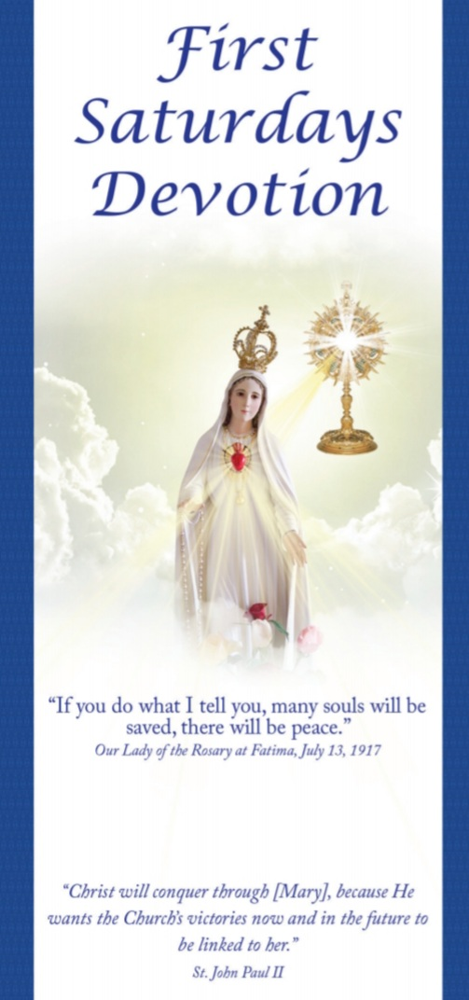 First
Saturdays
Devotion
“If you do what I tell you, many souls will be
saved, there will be peace.”
Our Lady of the Rosary at Fatima, July 13, 1917
“Christ will conquer through [Mary], because He
wants the Church’s victories now and in the future to
be linked to her.”
St. John Paul II